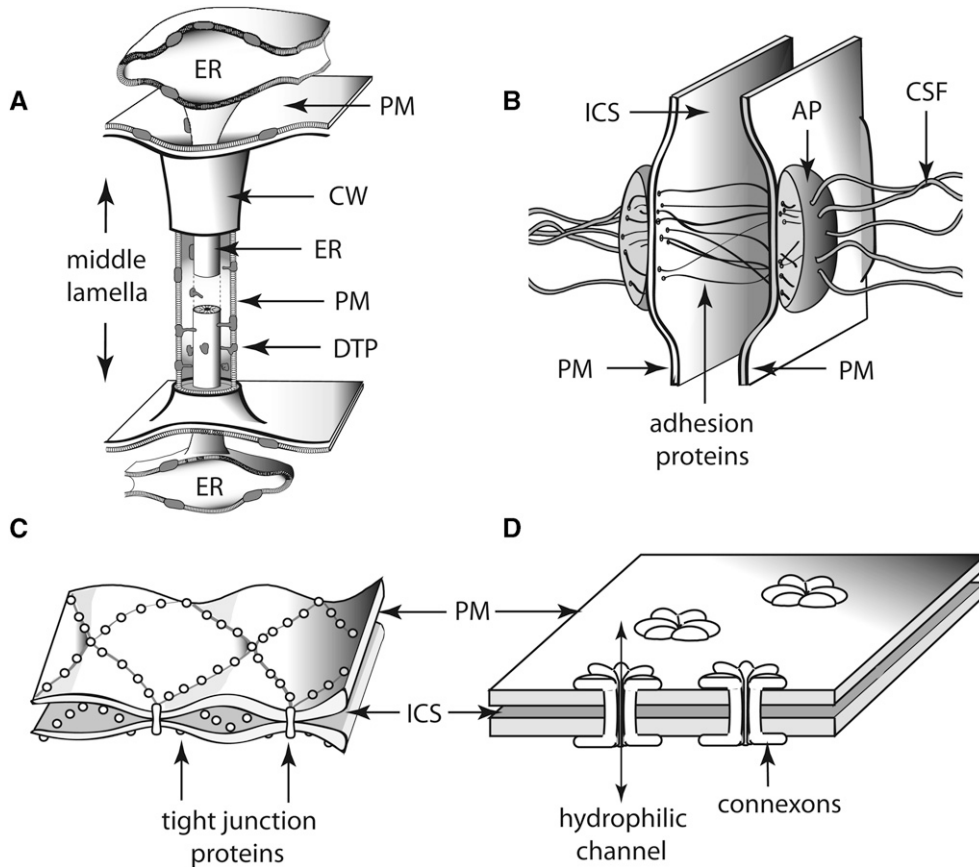 A
ER
PM
CW
ER
PM
DTP
middle
lamella
ER
B
ICS
AP
CSF
PM
PM
adhesion
proteins
C
PM
ICS
tight junction
proteins
D
hydrophilic
channel
connexons